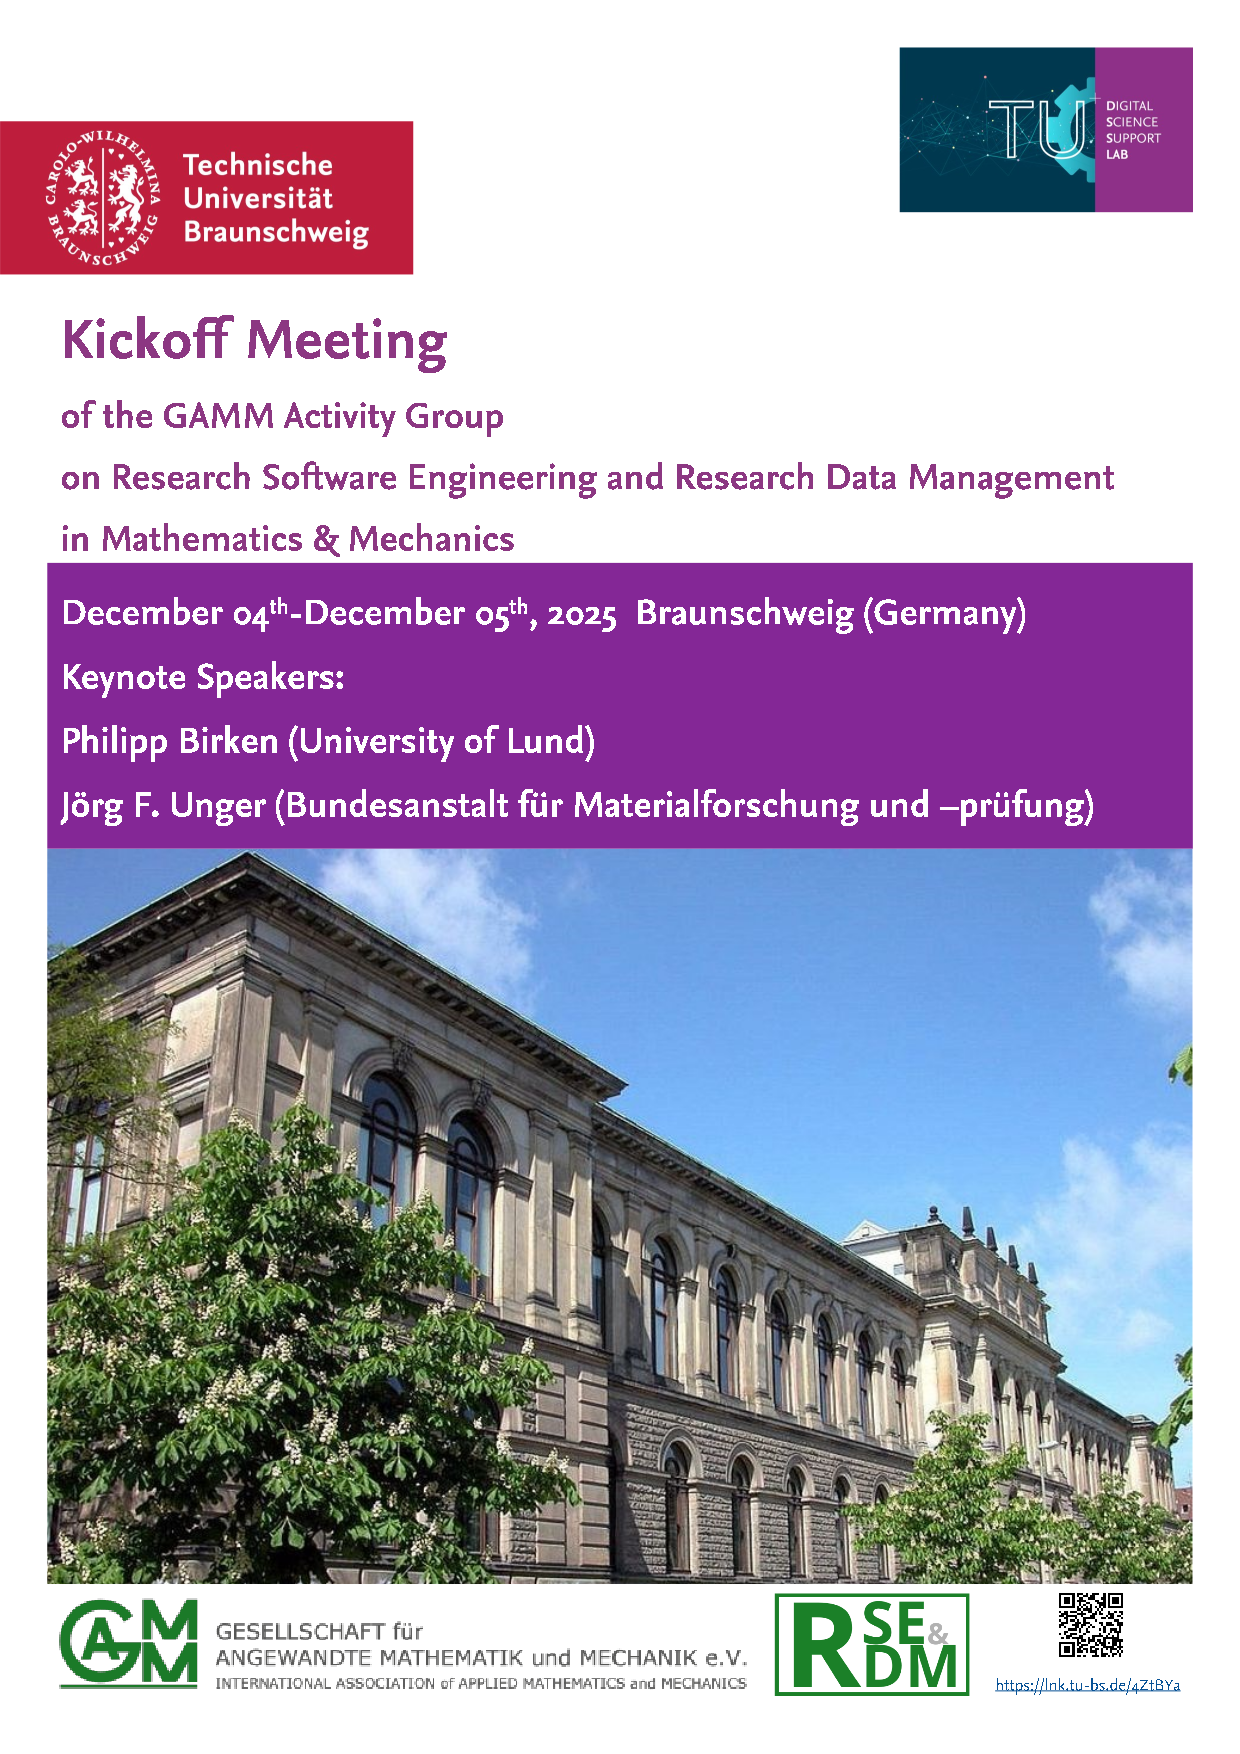 CAROLO-WILHELMINA
BRAUNSCHWEIG
Technische
Universität
Braunschweig
TU
DIGITAL
SCIENCE
SUPPORT
LAB
Kickoff Meeting
of the GAMM Activity Group
on Research Software Engineering and Research Data Management
in Mathematics & Mechanics
December 04th-December 05th, 2025 Braunschweig (Germany)
Keynote Speakers:
Philipp Birken (University of Lund)
Jörg F. Unger (Bundesanstalt für Materialforschung und –prüfung)
GAMM
GESELLSCHAFT für
ANGEWANDTE MATHEMATIK und MECHANIK e.V.
INTERNATIONAL ASSOCIATION of APPLIED MATHEMATICS and MECHANICS
RSE&
RDM
https://lnk.tu-bs.de/4ZtBYa